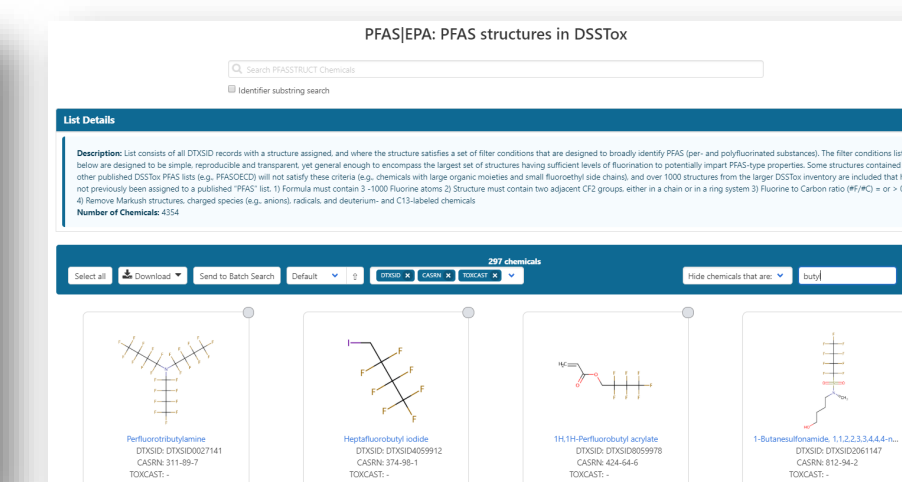 PFAS|EPA: PFAS structures in DSSTox
Search PFASSTRUCT Chemicals
Identifier substring search
List Details
Description: List consists of all DTXSID records with a structure assigned, and where the structure satisfies a set of filter conditions that are designed to broadly identify PFAS (per- and polyfluorinated substances). The filter conditions list
below are designed to be simple, reproducible and transparent, yet general enough to encompass the largest set of structures having sufficient levels of fluorination to potentially impact PFAS-type properties. Some structures contained
other published DSSTox PFAS lists (e.g., PFASOECD) will not satisfy these criteria (e.g., chemicals with large organic moieties and small fluoroethyl side chains), and over 1000 structures from the larger DSSTox inventory are included that h
not previously been assigned to a published "PFAS" list. 1) Formula must contain 3 -1000 Fluorine atoms 2) Structure must contain two adjacent CF2 groups, either in a chain or in a ring system 3) Fluorine to Carbon ratio (#F/#C) = or > 0
4) Remove Markush structures, charged species (e.g., anions), radicals, and deuterium- and C13-labeled chemicals
Number of Chemicals: 4354
297 chemicals
Select all Download Send to Batch Search Default DTXSID CASRN TOXCAST Hide chemicals that are: butyl
Perfluorotributylamine Heptafluorobutyl iodide 1H,1H-Perfluorobutyl acrylate 1-Butanesulfonamide, 1,1,2,2,3,3,4,4,4-n...
DTXSID: DTXSID0027141 DTXSID: DTXSID4059912 DTXSID: DTXSID8059978 DTXSID: DTXSID2061147
CASRN: 311-89-7 CASRN: 374-98-1 CASRN: 424-64-6 CASRN: 812-94-2
TOXCAST: - TOXCAST: - TOXCAST: - TOXCAST: -